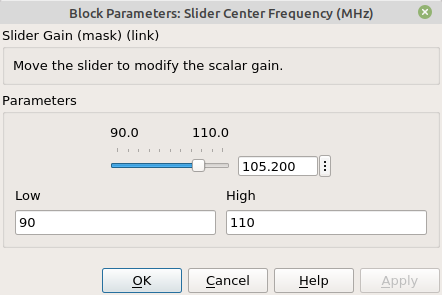 Block Parameters: Slider Center Frequency (MHz)
Slider Gain (mask) (link)
Move the slider to modify the scalar gain.
Parameters
90.0 110.0
105.200
Low High
90 110
OK Cancel Help Apply